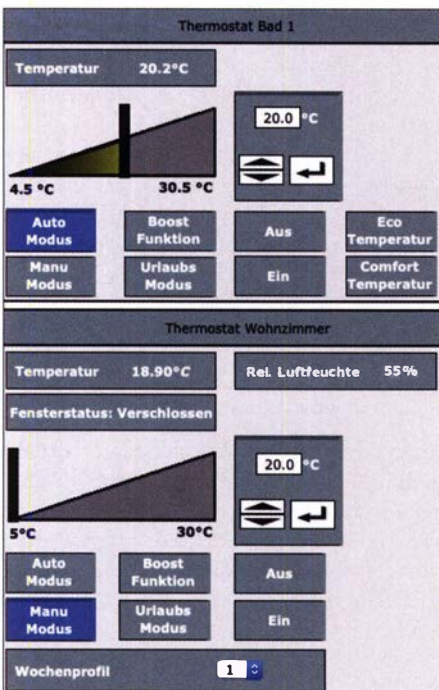 Thermostat Bad 1
Temperatur 20.2°C
20.0 °C
4.5 °C 30.5 °C
Auto Modus Boost Funktion Aus Eco Temperatur
Manu Modus Urlaubs Modus Ein Comfort Temperatur
Thermostat Wohnzimmer
Temperatur 18.90°C Rel. Luftfeuchte 55%
Fensterstatus: Verschlossen
20.0 °C
5°C 30°C
Auto Modus Boost Funktion Aus
Manu Modus Urlaubs Modus Ein
Wochenprofil 1